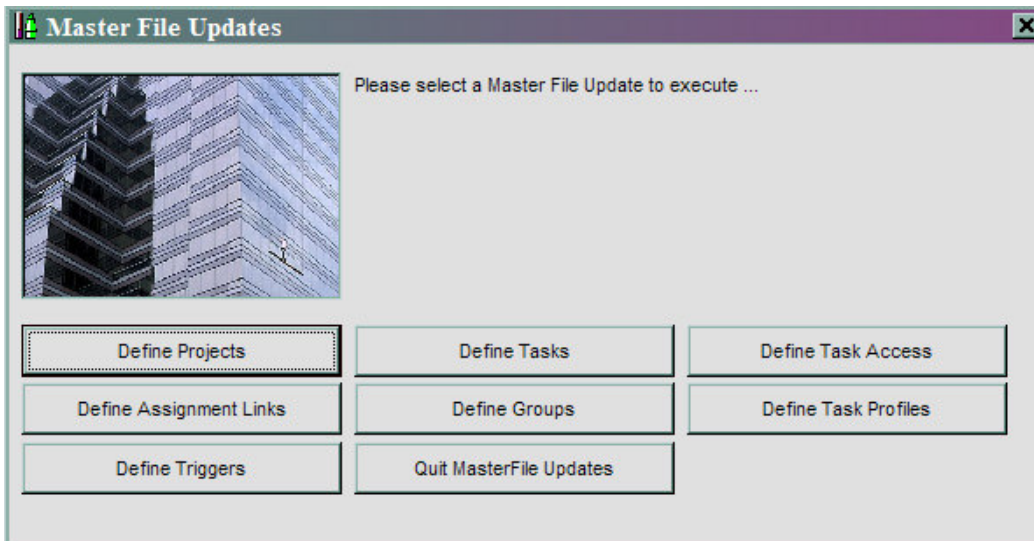 Master File Updates
Please select a Master File Update to execute ...
Define Projects
Define Tasks
Define Task Access
Define Assignment Links
Define Groups
Define Task Profiles
Define Triggers
Quit MasterFile Updates